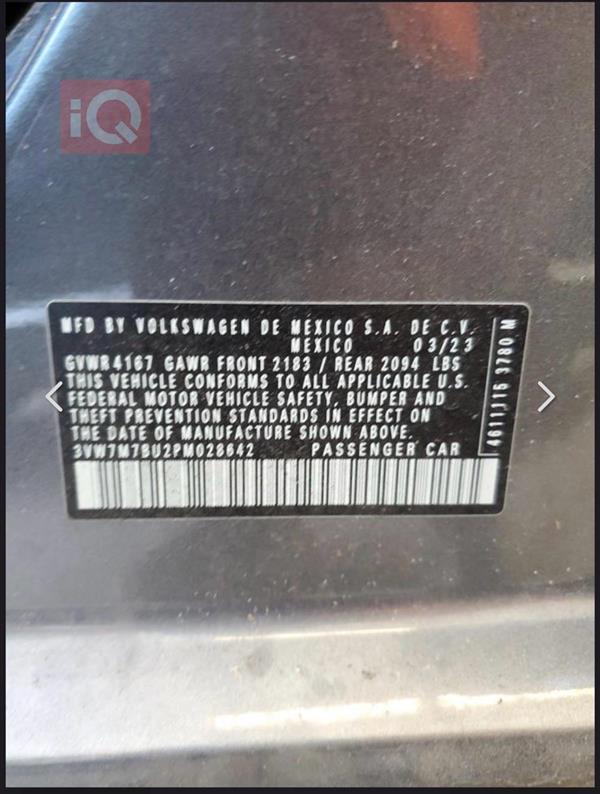 iQ
MFD BY VOLKSWAGEN DE MEXICO S.A. DE C.V.
MEXICO 03/23
GVWR 4167 GAWR FRONT 2183 / REAR 2094 LBS
THIS VEHICLE CONFORMS TO ALL APPLICABLE U.S.
FEDERAL MOTOR VEHICLE SAFETY, BUMPER AND
THEFT PREVENTION STANDARDS IN EFFECT ON
THE DATE OF MANUFACTURE SHOWN ABOVE.
3VW7M7BU2PM028642 PASSENGER CAR